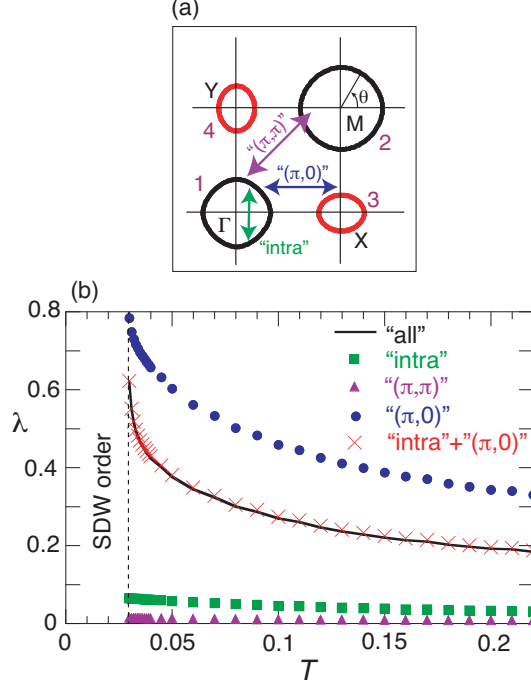 (a)
Y
θ
M
4
"(π,π)"
2
1
"(π,0)"
3
Γ
"intra"
X
(b)
0.8
"all"
"intra"
"(π,π)"
0.6
"(π,0)"
"intra"+"(π,0)"
λ
0.4
SDW order
0.2
0
0
0.05
0.1
0.15
0.2
T